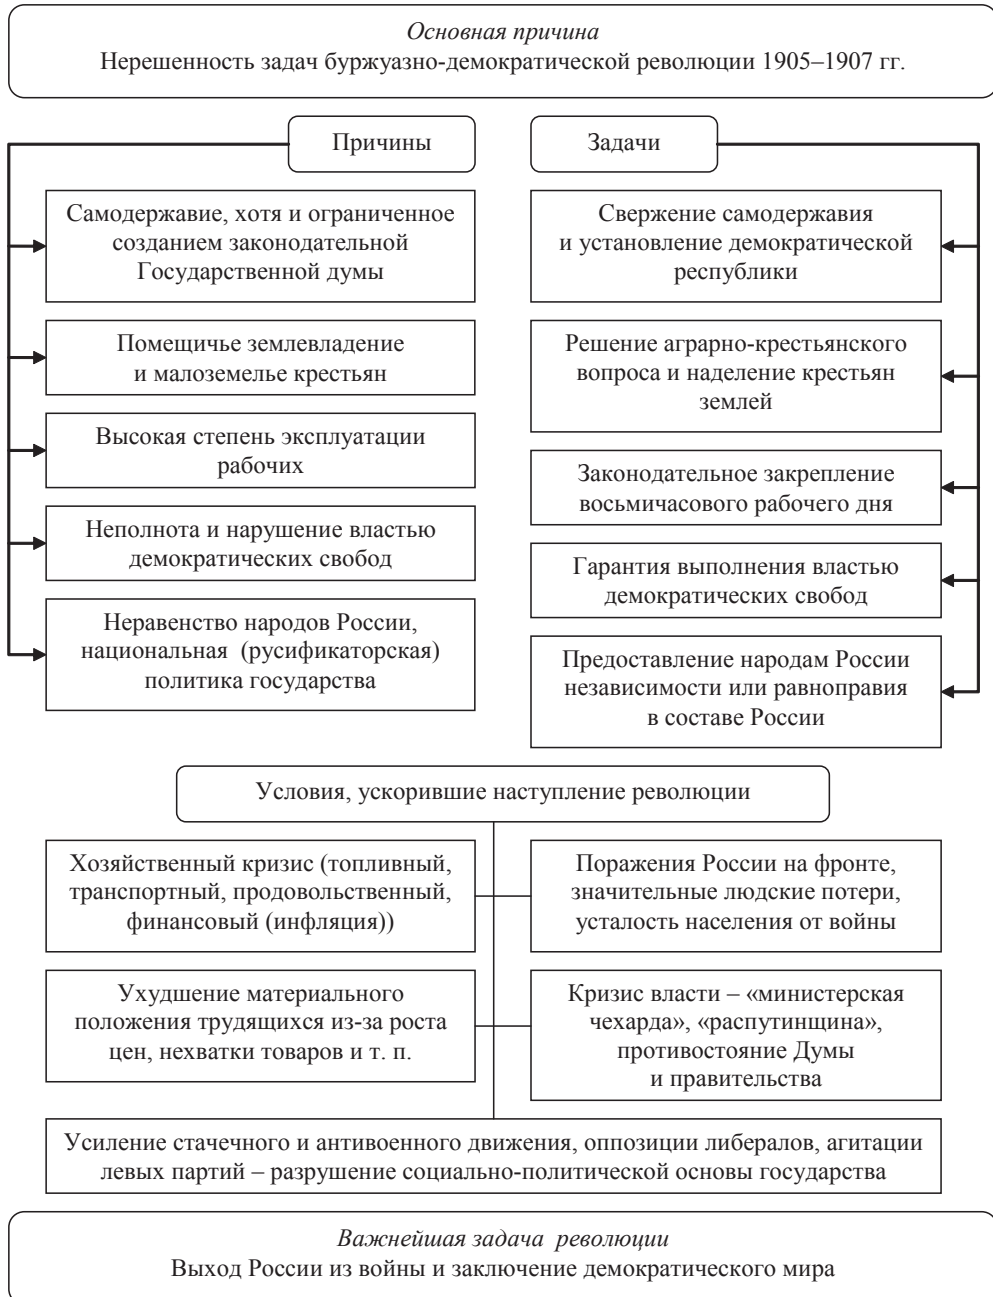 Основная причина
Нерешенность задач буржуазно-демократической революции 1905–1907 гг.
Причины
Самодержавие, хотя и ограниченное
созданием законодательной
Государственной думы
Помещичье землевладение
и малоземелье крестьян
Высокая степень эксплуатации
рабочих
Неполнота и нарушение властью
демократических свобод
Неравенство народов России,
национальная (русификаторская)
политика государства
Задачи
Свержение самодержавия
и установление демократической
республики
Решение аграрно-крестьянского
вопроса и наделение крестьян
землей
Законодательное закрепление
восьмичасового рабочего дня
Гарантия выполнения властью
демократических свобод
Предоставление народам России
независимости или равноправия
в составе России
Условия, ускорившие наступление революции
Хозяйственный кризис (топливный,
транспортный, продовольственный,
финансовый (инфляция))
Поражения России на фронте,
значительные людские потери,
усталость населения от войны
Ухудшение материального
положения трудящихся из-за роста
цен, нехватки товаров и т. п.
Кризис власти – «министерская
чехарда», «распутинщина»,
противостояние Думы
и правительства
Усиление стачечного и антивоенного движения, оппозиции либералов, агитации
левых партий – разрушение социально-политической основы государства
Важнейшая задача революции
Выход России из войны и заключение демократического мира